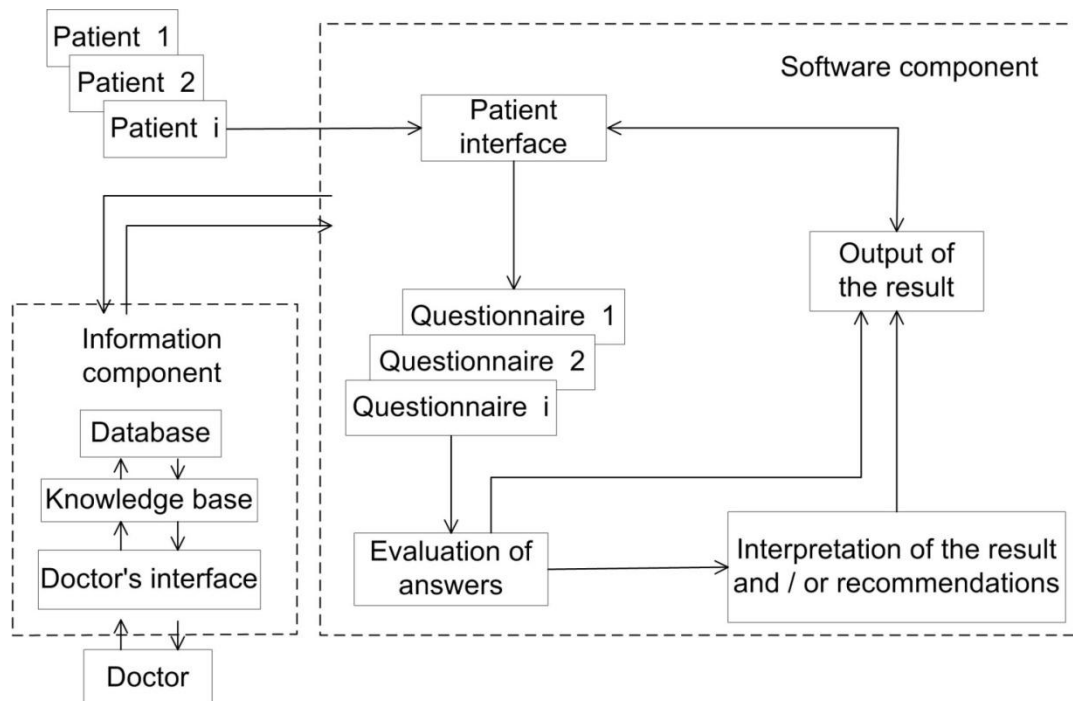 Patient 1
Patient 2
Patient i
Software component
Patient
interface
Output of
the result
Questionnaire 1
Questionnaire 2
Questionnaire i
Information
component
Database
Knowledge base
Doctor's interface
Doctor
Evaluation of
answers
Interpretation of the result
and / or recommendations